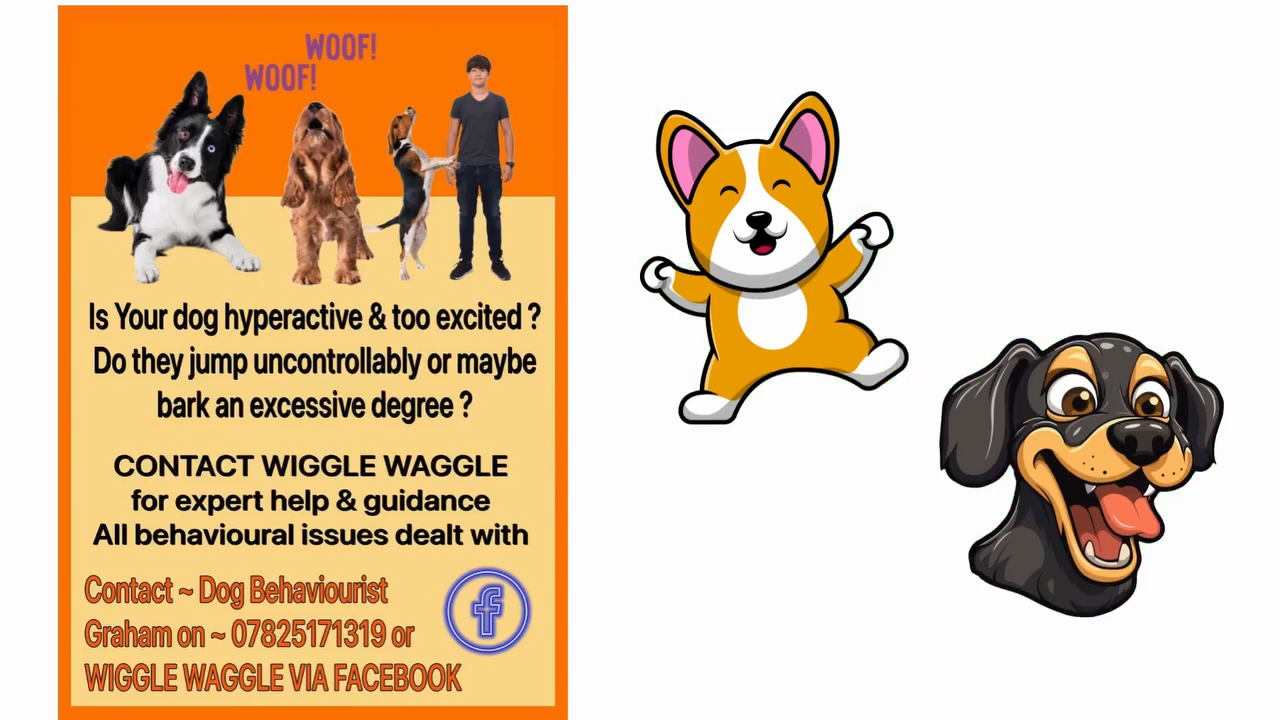 WOOF!
WOOF!
Is Your dog hyperactive & too excited ?
Do they jump uncontrollably or maybe
bark an excessive degree ?
CONTACT WIGGLE WAGGLE
for expert help & guidance
All behavioural issues dealt with
Contact ~ Dog Behaviourist
Graham on ~ 07825171319 or
WIGGLE WAGGLE VIA FACEBOOK